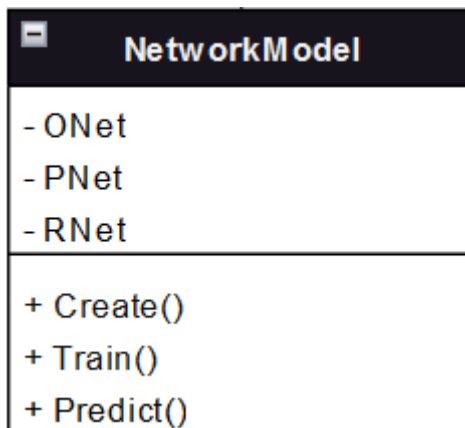 NetworkModel
- ONet
- PNet
- RNet
+ Create()
+ Train()
+ Predict()